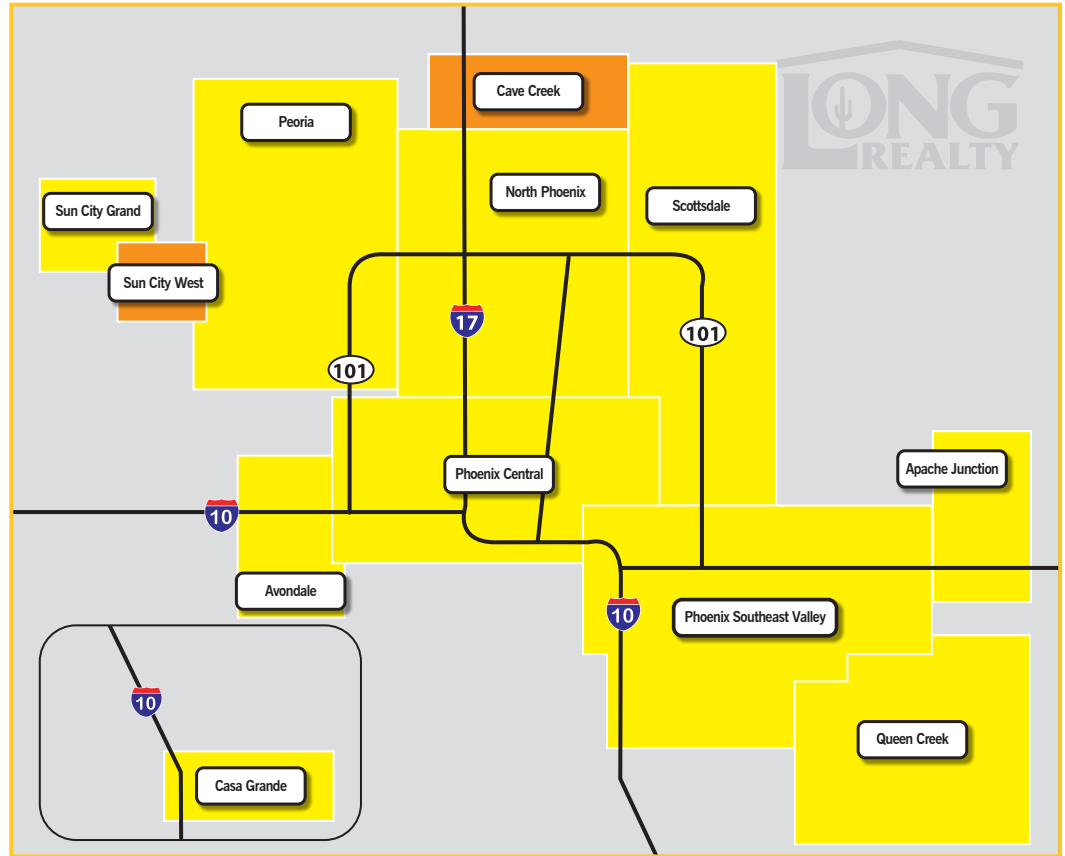 LONG
REALTY
Cave Creek
Peoria
North Phoenix
Scottsdale
Sun City Grand
Sun City West
17
101
101
Phoenix Central
Apache Junction
10
Avondale
10
Phoenix Southeast Valley
10
Queen Creek
Casa Grande